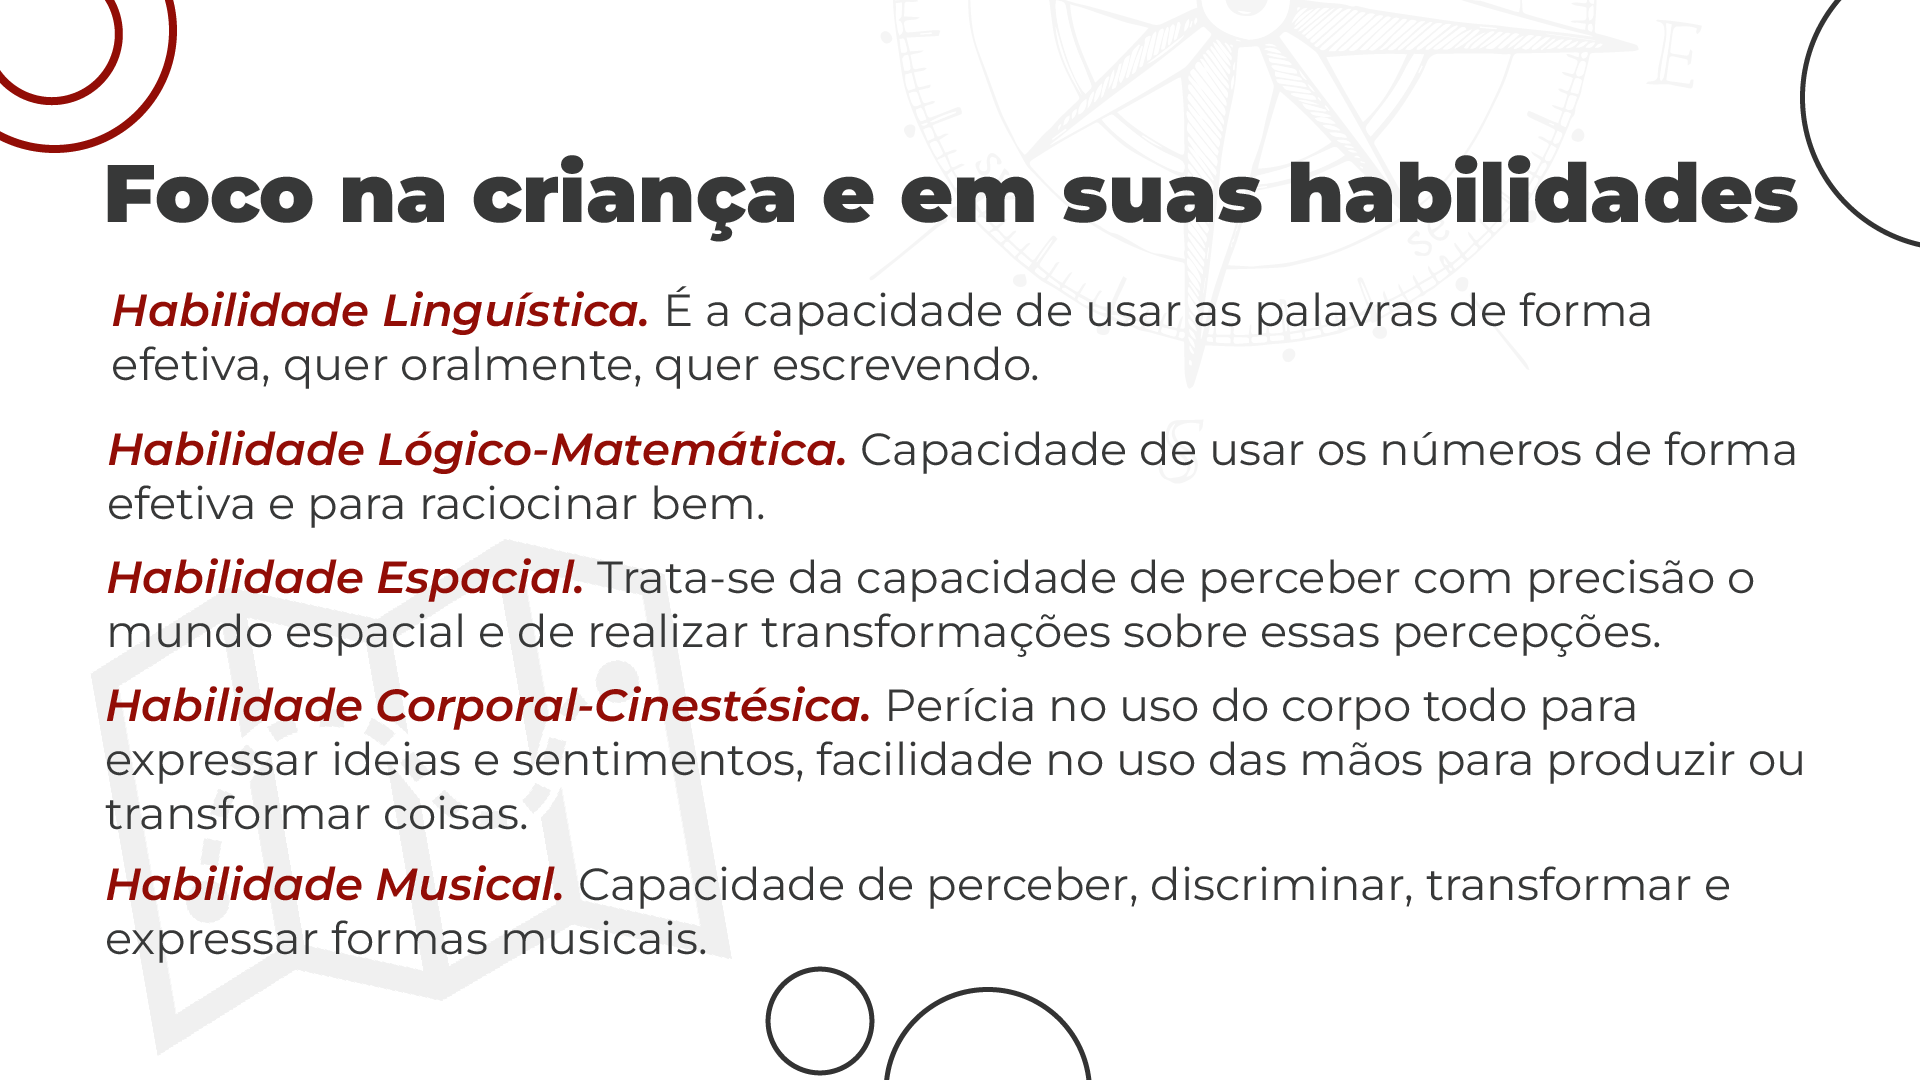 Foco na criança e em suas habilidades
Habilidade Linguística. É a capacidade de usar as palavras de forma
efetiva, quer oralmente, quer escrevendo.
Habilidade Lógico-Matemática. Capacidade de usar os números de forma
efetiva e para raciocinar bem.
Habilidade Espacial. Trata-se da capacidade de perceber com precisão o
mundo espacial e de realizar transformações sobre essas percepções.
Habilidade Corporal-Cinestésica. Perícia no uso do corpo todo para
expressar ideias e sentimentos, facilidade no uso das mãos para produzir ou
transformar coisas.
Habilidade Musical. Capacidade de perceber, discriminar, transformar e
expressar formas musicais.
E
S
se